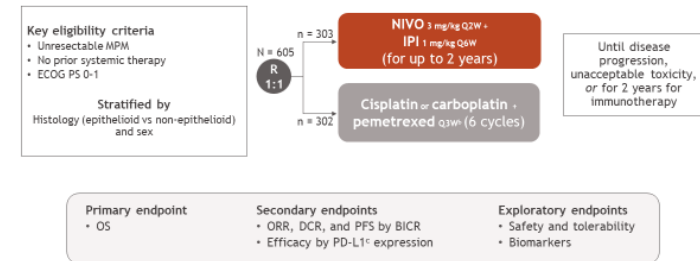 Key eligibility criteria
• Unresectable MPM
• No prior systemic therapy
• ECOG PS 0-1
Stratified by
Histology (epithelioid vs non-epithelioid)
and sex
N = 605
R
1:1
n = 303
n = 302
NIVO 3 mg/kg Q2W +
IPI 1 mg/kg Q6W
(for up to 2 years)
Cisplatin or carboplatin +
pemetrexed Q3W (6 cycles)
Until disease
progression,
unacceptable toxicity,
or for 2 years for
immunotherapy
Primary endpoint
• OS
Secondary endpoints
• ORR, DCR, and PFS by BICR
• Efficacy by PD-L1ᶜ expression
Exploratory endpoints
• Safety and tolerability
• Biomarkers